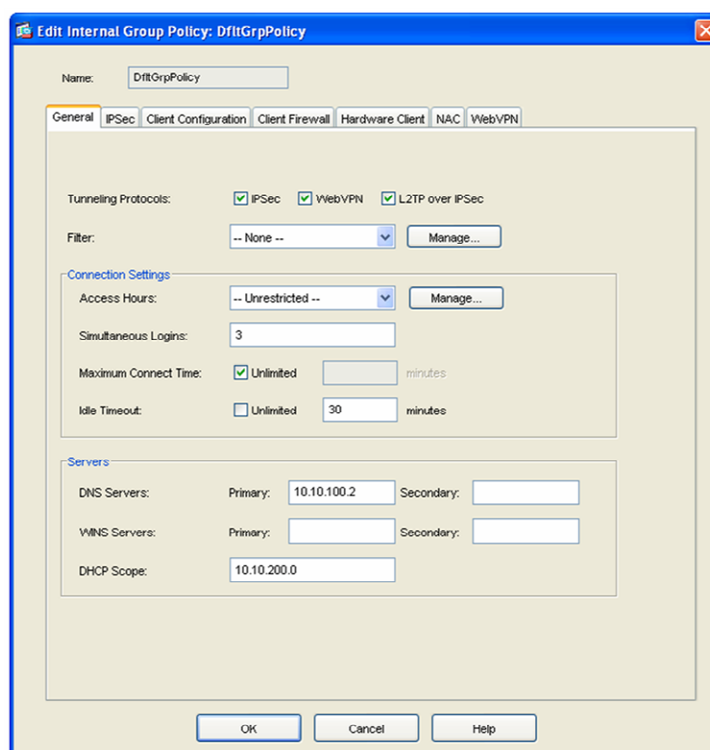 Edit Internal Group Policy: DfltGrpPolicy
Name: DfltGrpPolicy
General IPSec Client Configuration Client Firewall Hardware Client NAC WebVPN
Tunneling Protocols: IPSec WebVPN L2TP over IPSec
Filter: -- None -- Manage...
Connection Settings
Access Hours: -- Unrestricted -- Manage...
Simultaneous Logins: 3
Maximum Connect Time: Unlimited minutes
Idle Timeout: Unlimited 30 minutes
Servers
DNS Servers: Primary: 10.10.100.2 Secondary:
WINS Servers: Primary: Secondary:
DHCP Scope: 10.10.200.0
OK Cancel Help